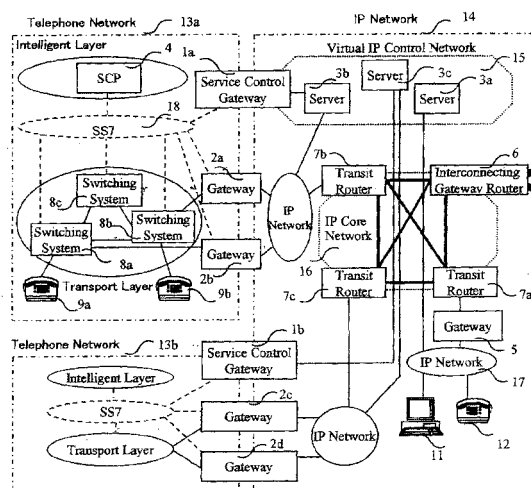 Telephone Network 13a
IP Network 14
Intelligent Layer
4
SCP
1a
Service Control Gateway
Virtual IP Control Network
15
3b
Server
Server
3c
Server
3a
18
SS7
2a
Gateway
7b
Transit Router
6
Interconnecting Gateway Router
Switching System
8c
Switching System
8b
Switching System
8a
IP Network
IP Core Network
16
Gateway
2b
Transport Layer
9a
9b
Transit Router
7c
Transit Router
7a
Gateway
5
IP Network
17
11
12
Telephone Network 13b
1b
Service Control Gateway
Intelligent Layer
SS7
Transport Layer
2c
Gateway
2d
Gateway
IP Network